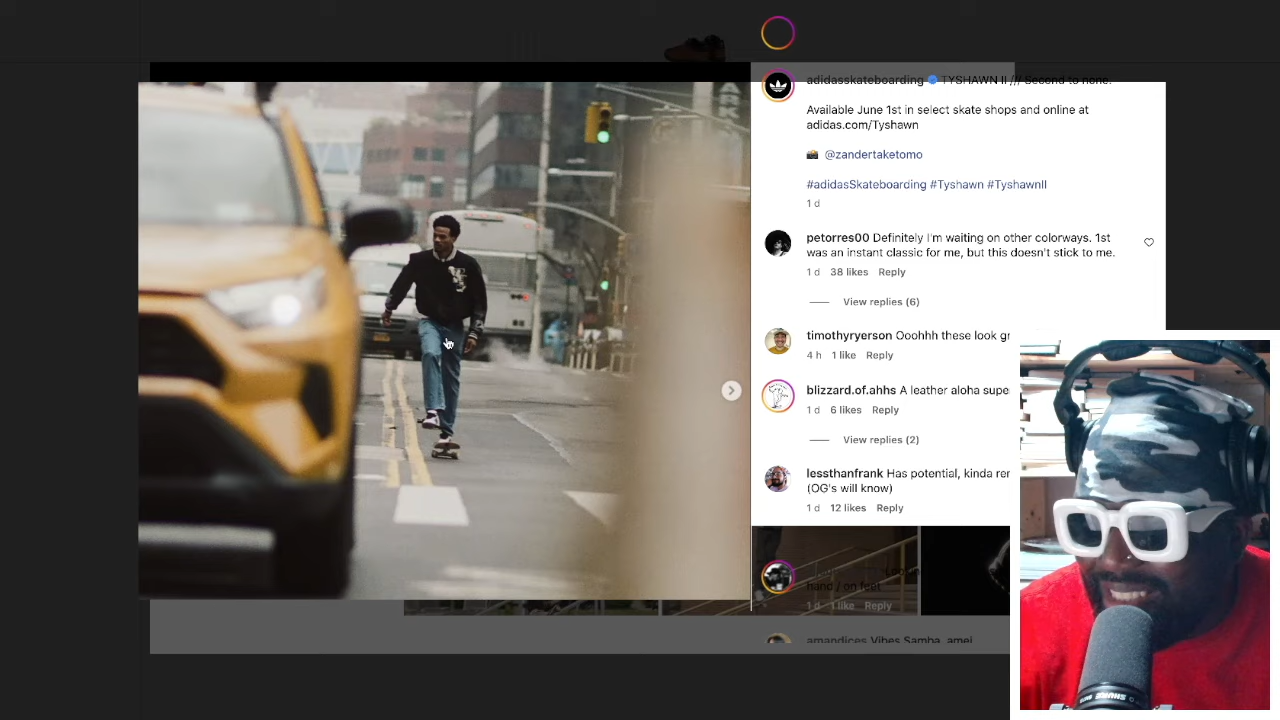 adidasskateboarding TYSHAWN II /// Second to none.
Available June 1st in select skate shops and online at
adidas.com/Tyshawn
@zandertaketomo
#adidasSkateboarding #Tyshawn #TyshawnII
1 d
petorres00 Definitely I'm waiting on other colorways. 1st
was an instant classic for me, but this doesn't stick to me.
1 d 38 likes Reply
View replies (6)
timothyryerson Ooohhh these look gr
4 h 1 like Reply
blizzard.of.ahhs A leather aloha supe
1 d 6 likes Reply
View replies (2)
lessthanfrank Has potential, kinda rer
(OG's will know)
1 d 12 likes Reply
hand / on feet
1 d 1 like Reply
amandices Vibes Samba, amei
SHURE